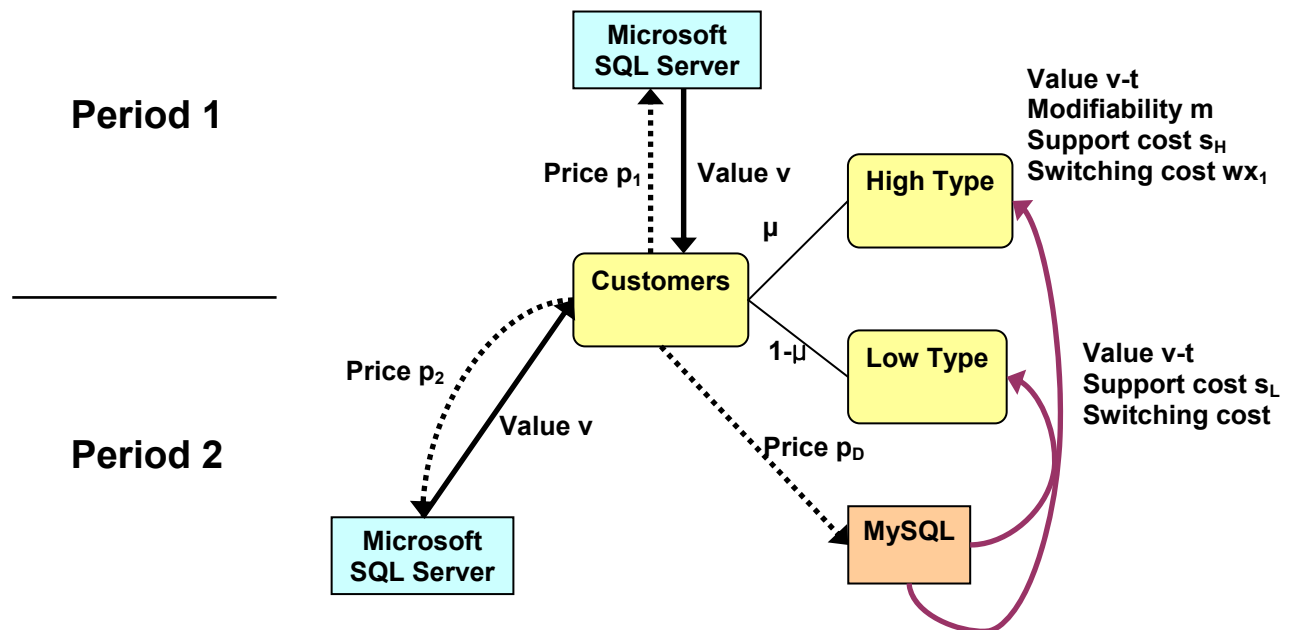 Microsoft
SQL Server
Period 1
Value v-t
Modifiability m
Support cost sH
Switching cost wx1
Price p1
Value v
High Type
μ
Customers
1-μ
Low Type
Value v-t
Support cost sL
Switching cost
Price p2
Value v
Period 2
Price pD
MySQL
Microsoft
SQL Server